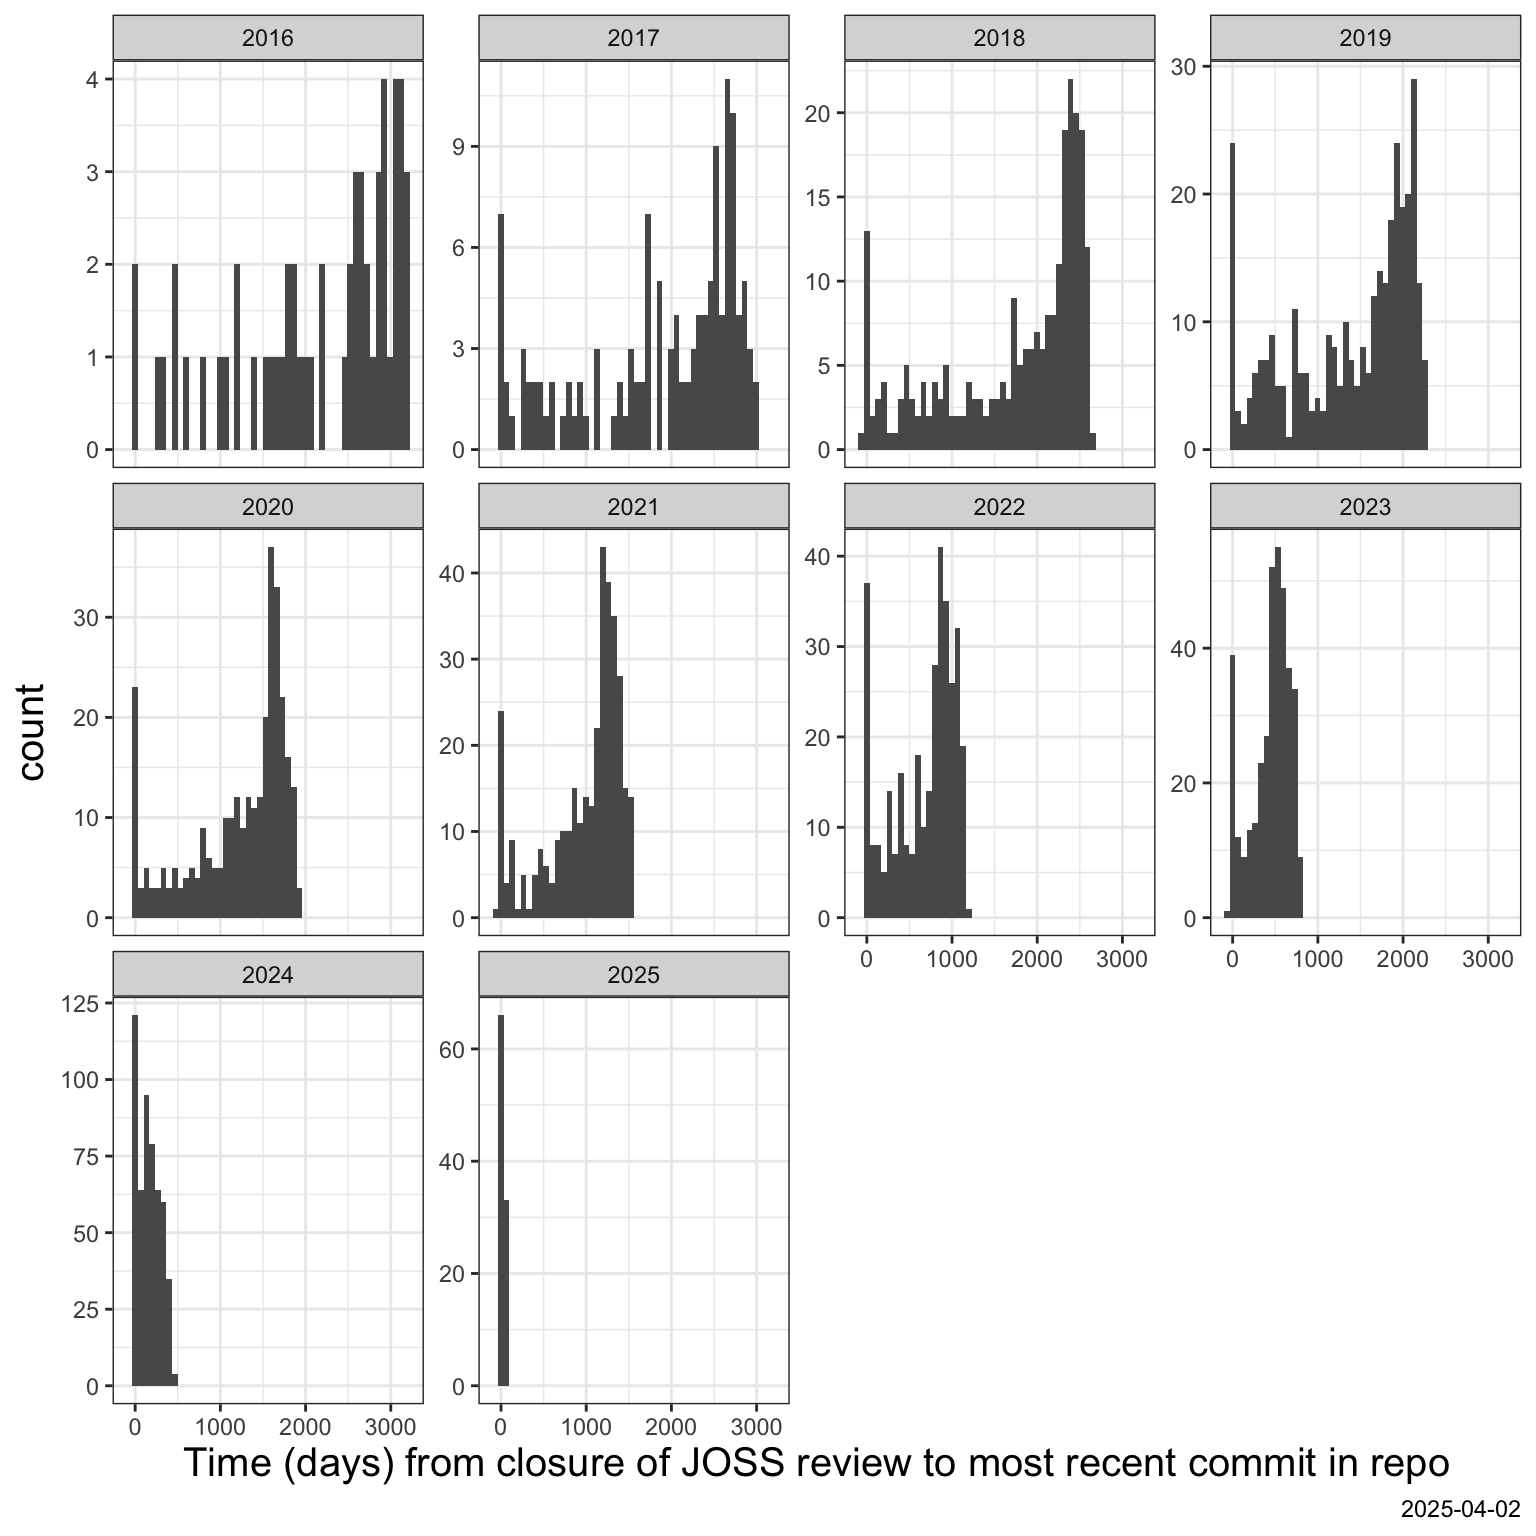 2016 2017 2018 2019
4 3 2 1 0
9 6 3 0
20 15 10 5 0
30 20 10 0
2020 2021 2022 2023
30 20 10 0
40 30 20 10 0
40 30 20 10 0
40 20 0
0 1000 2000 3000
0 1000 2000 3000
2024 2025
125 100 75 50 25 0
60 40 20 0
0 1000 2000 3000
0 1000 2000 3000
count
Time (days) from closure of JOSS review to most recent commit in repo
2025-04-02